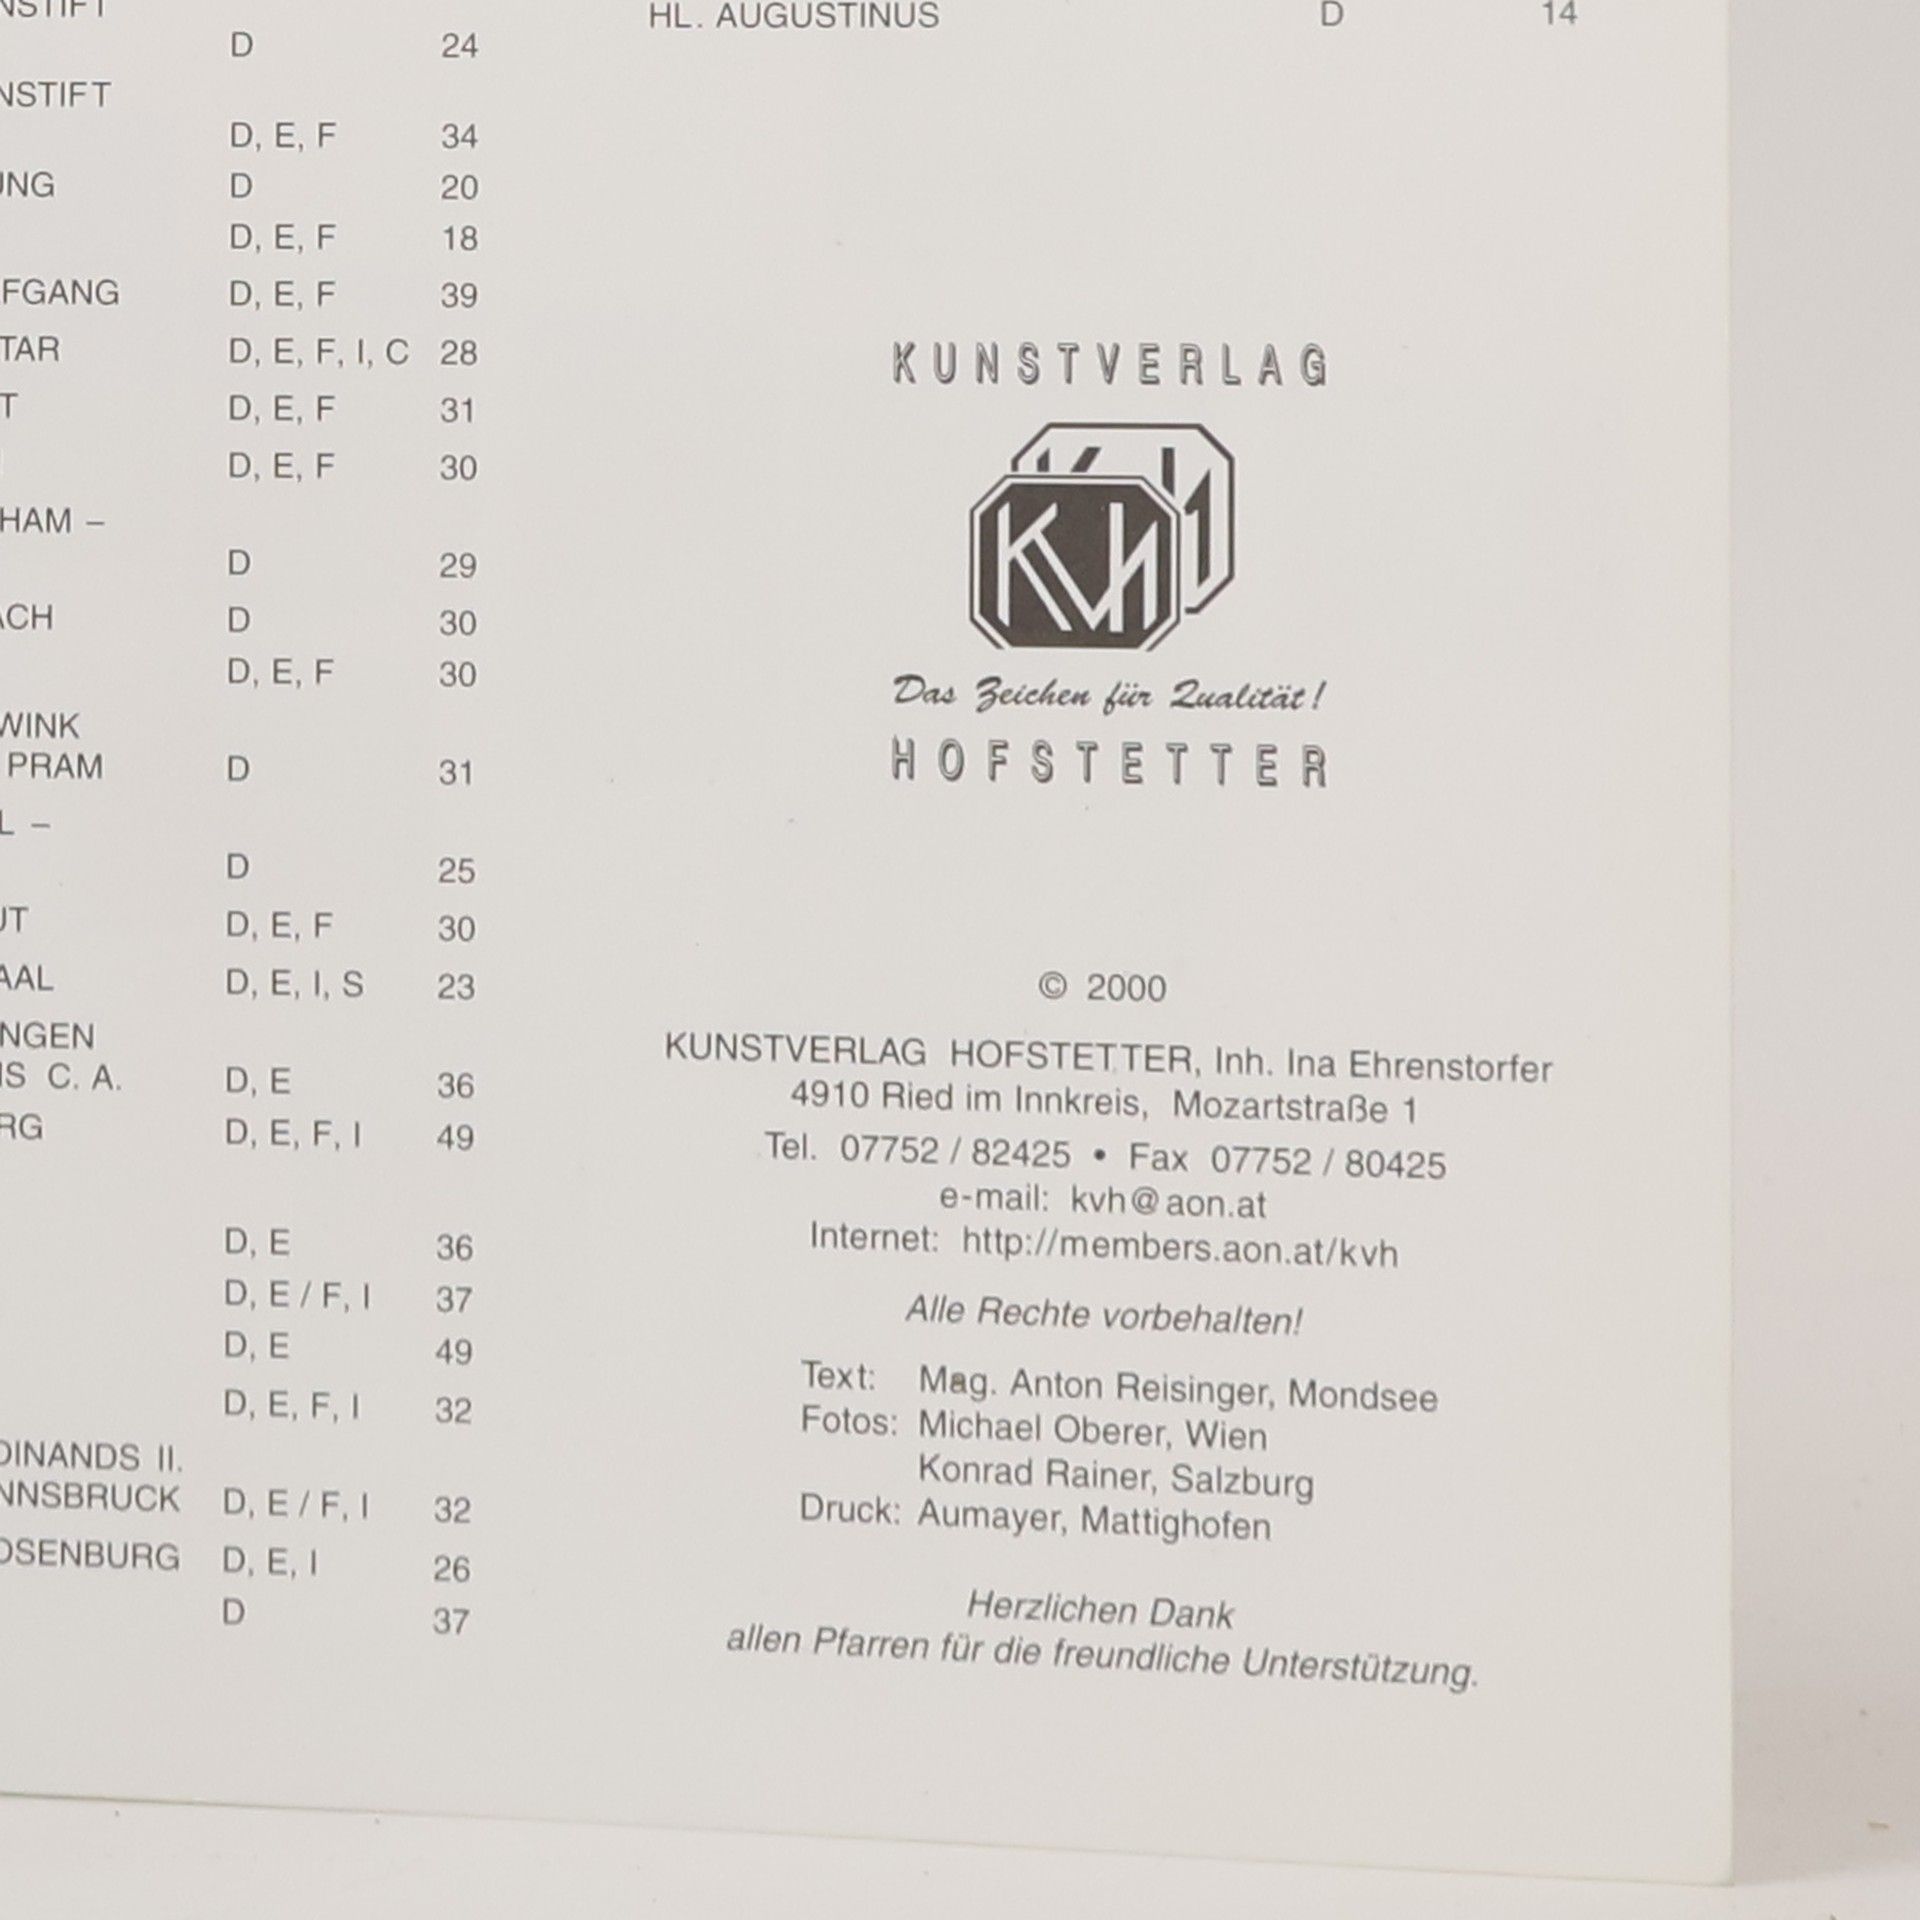 NSTIFT
D 24
NSTIFT
D, E, F 34
UNG D 20
D, E, F 18
FGANG D, E, F 39
TAR D, E, F, I, C 28
T D, E, F 31
D, E, F 30
HAM –
D 29
ACH D 30
D, E, F 30
WINK
PRAM D 31
L –
D 25
UT D, E, F 30
AAL D, E, I, S 23
NGEN
IS C. A. D, E 36
RG D, E, F, I 49
D, E 36
D, E / F, I 37
D, E 49
D, E, F, I 32
DINANDS II.
NNSBRUCK D, E / F, I 32
OSENBURG D, E, I 26
D 37
HL. AUGUSTINUS D 14
KUNSTVERLAG
KVH
Das Zeichen für Qualität!
HOFSTETTER
© 2000
KUNSTVERLAG HOFSTETTER, Inh. Ina Ehrenstorfer
4910 Ried im Innkreis, Mozartstraße 1
Tel. 07752 / 82425 • Fax 07752 / 80425
e-mail: kvh@aon.at
Internet: http://members.aon.at/kvh
Alle Rechte vorbehalten!
Text: Mag. Anton Reisinger, Mondsee
Fotos: Michael Oberer, Wien
Konrad Rainer, Salzburg
Druck: Aumayer, Mattighofen
Herzlichen Dank
allen Pfarren für die freundliche Unterstützung.